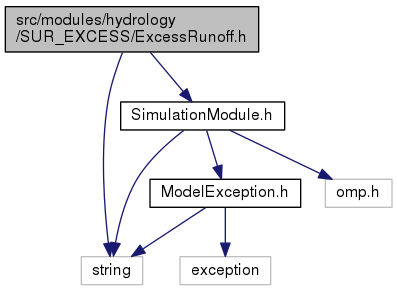 src/modules/hydrology
/SUR_EXCESS/ExcessRunoff.h
SimulationModule.h
ModelException.h
omp.h
string
exception